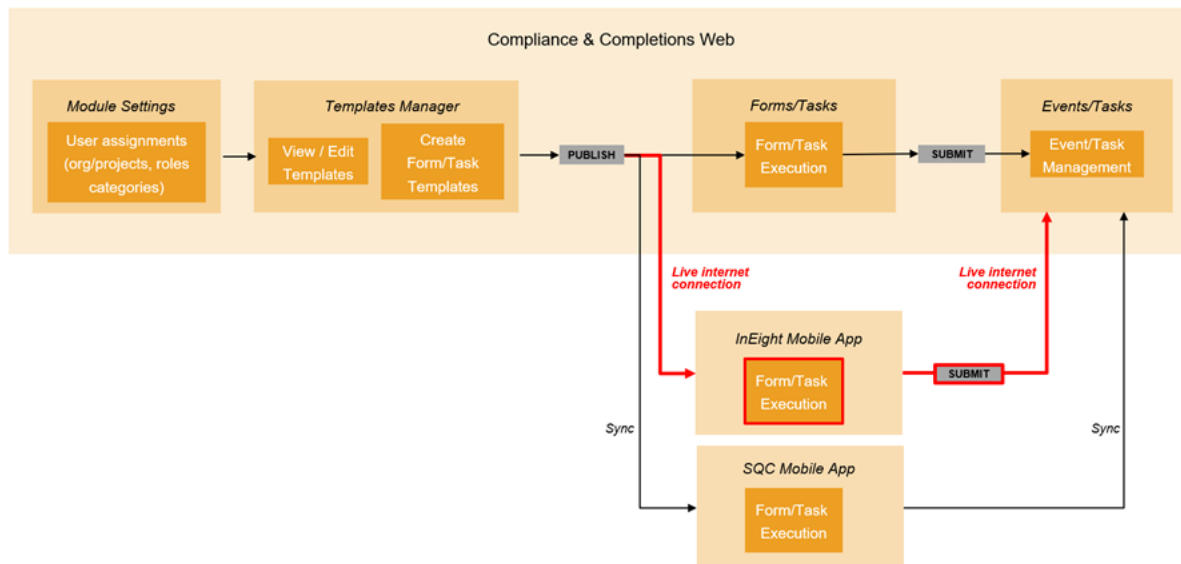 Compliance & Completions Web
Module Settings
User assignments
(org/projects, roles
categories)
Templates Manager
View / Edit
Templates
Create
Form/Task
Templates
PUBLISH
Forms/Tasks
Form/Task
Execution
SUBMIT
Events/Tasks
Event/Task
Management
Live internet
connection
Live internet
connection
InEight Mobile App
Form/Task
Execution
SUBMIT
Sync
Sync
SQC Mobile App
Form/Task
Execution